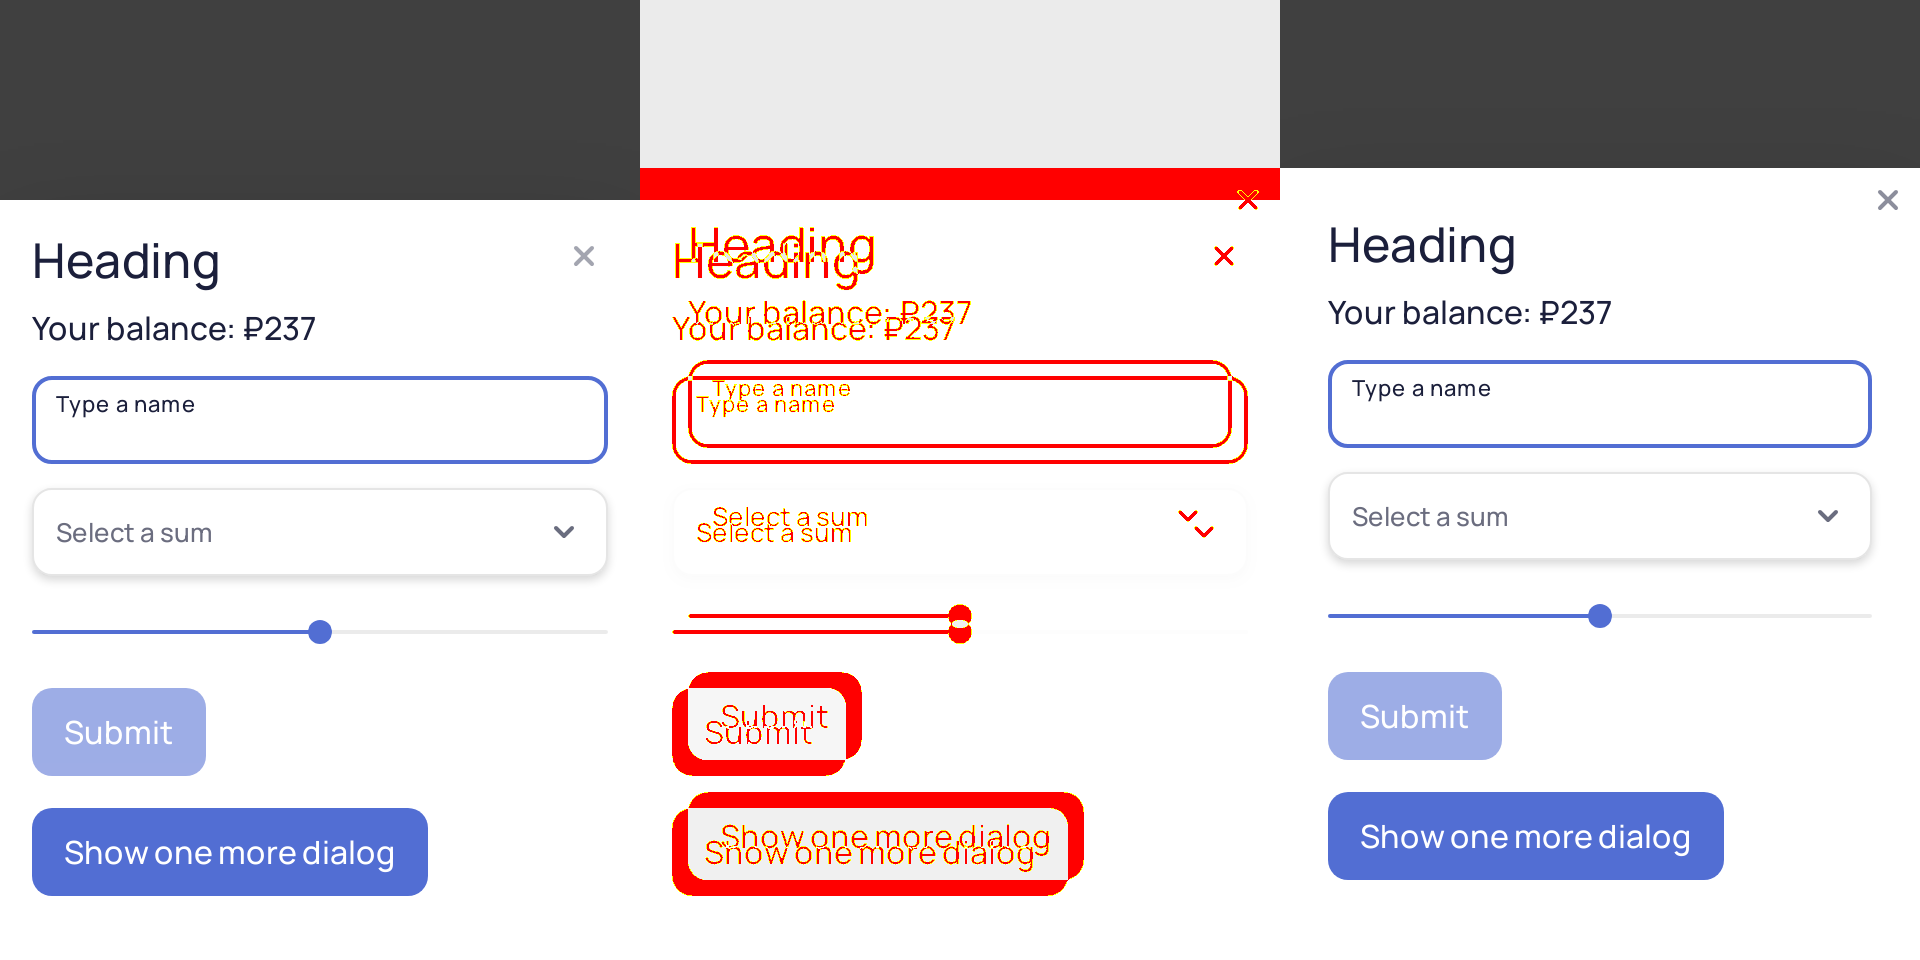 Heading
Your balance: ₽237
Type a name
Select a sum
Submit
Show one more dialog
Heading
Heading
Your balance: ₽237
Your balance: ₽237
Type a name
Type a name
Select a sum
Select a sum
Submit
Submit
Show one more dialog
Show one more dialog
Heading
Your balance: ₽237
Type a name
Select a sum
Submit
Show one more dialog